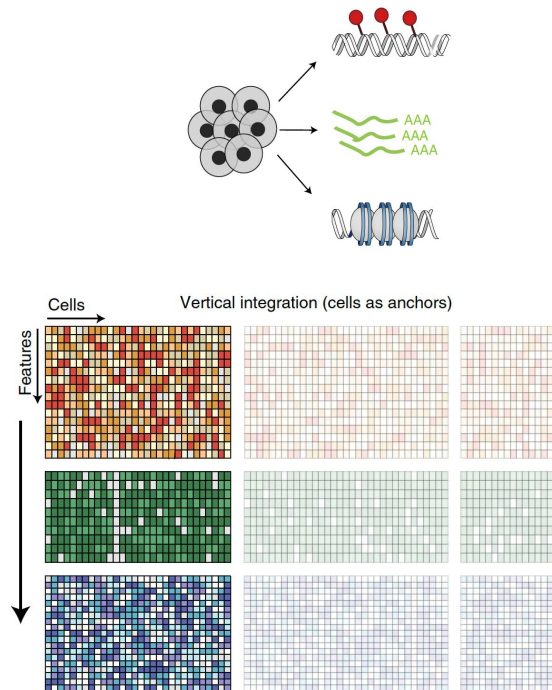 AAA
AAA
AAA
Cells
Vertical integration (cells as anchors)
Features